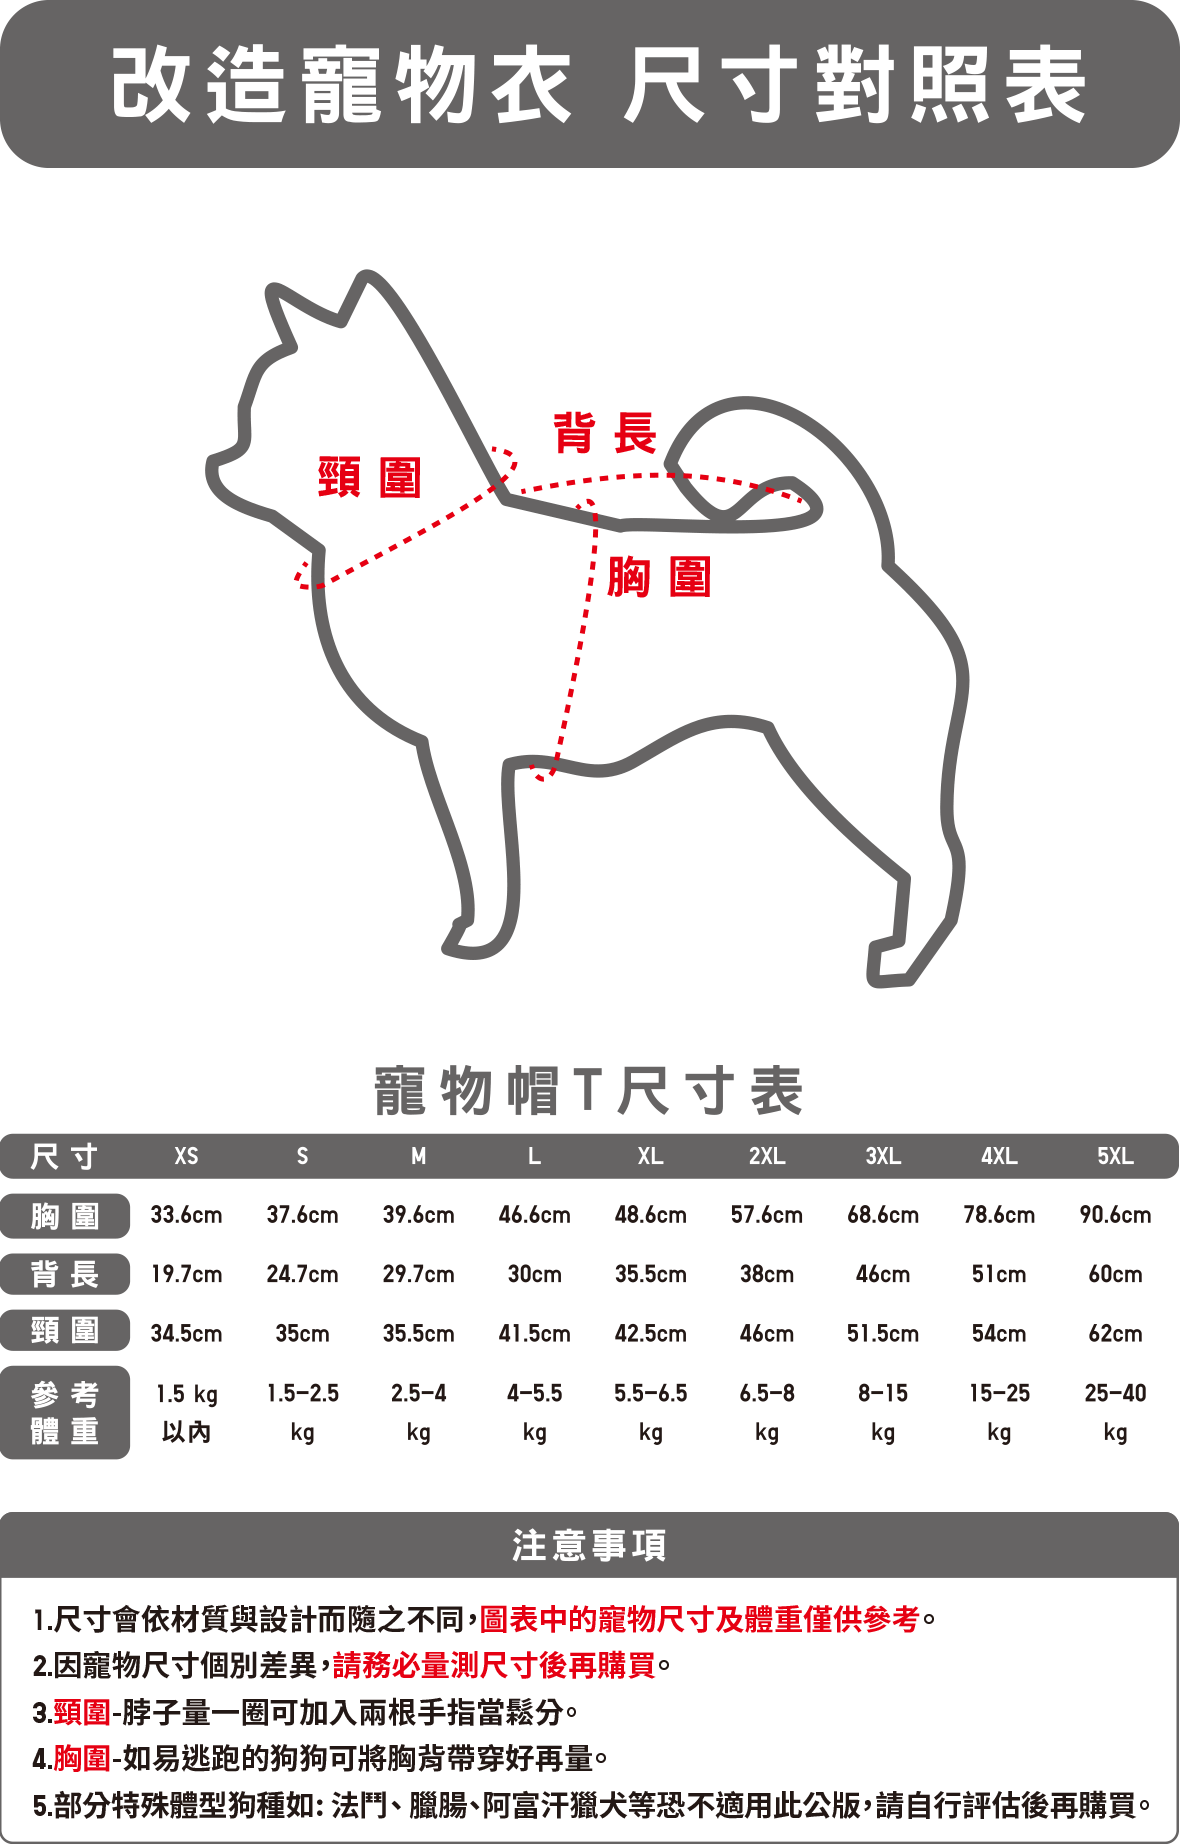 改造寵物衣 尺寸對照表
背長
頸圍
胸圍
寵物帽T尺寸表
尺寸 XS S M L XL 2XL 3XL 4XL 5XL
胸圍 33.6cm 37.6cm 39.6cm 46.6cm 48.6cm 57.6cm 68.6cm 78.6cm 90.6cm
背長 19.7cm 24.7cm 29.7cm 30cm 35.5cm 38cm 46cm 51cm 60cm
頸圍 34.5cm 35cm 35.5cm 41.5cm 42.5cm 46cm 51.5cm 54cm 62cm
參考 1.5 kg 1.5-2.5 2.5-4 4-5.5 5.5-6.5 6.5-8 8-15 15-25 25-40
體重 以內 kg kg kg kg kg kg kg kg
注意事項
1.尺寸會依材質與設計而隨之不同，圖表中的寵物尺寸及體重僅供參考。
2.因寵物尺寸個別差異，請務必量測尺寸後再購買。
3.頸圍-脖子量一圈可加入兩根手指當鬆分。
4.胸圍-如易逃跑的狗狗可將胸背帶穿好再量。
5.部分特殊體型狗種如: 法鬥、臘腸、阿富汗獵犬等恐不適用此公版，請自行評估後再購買。